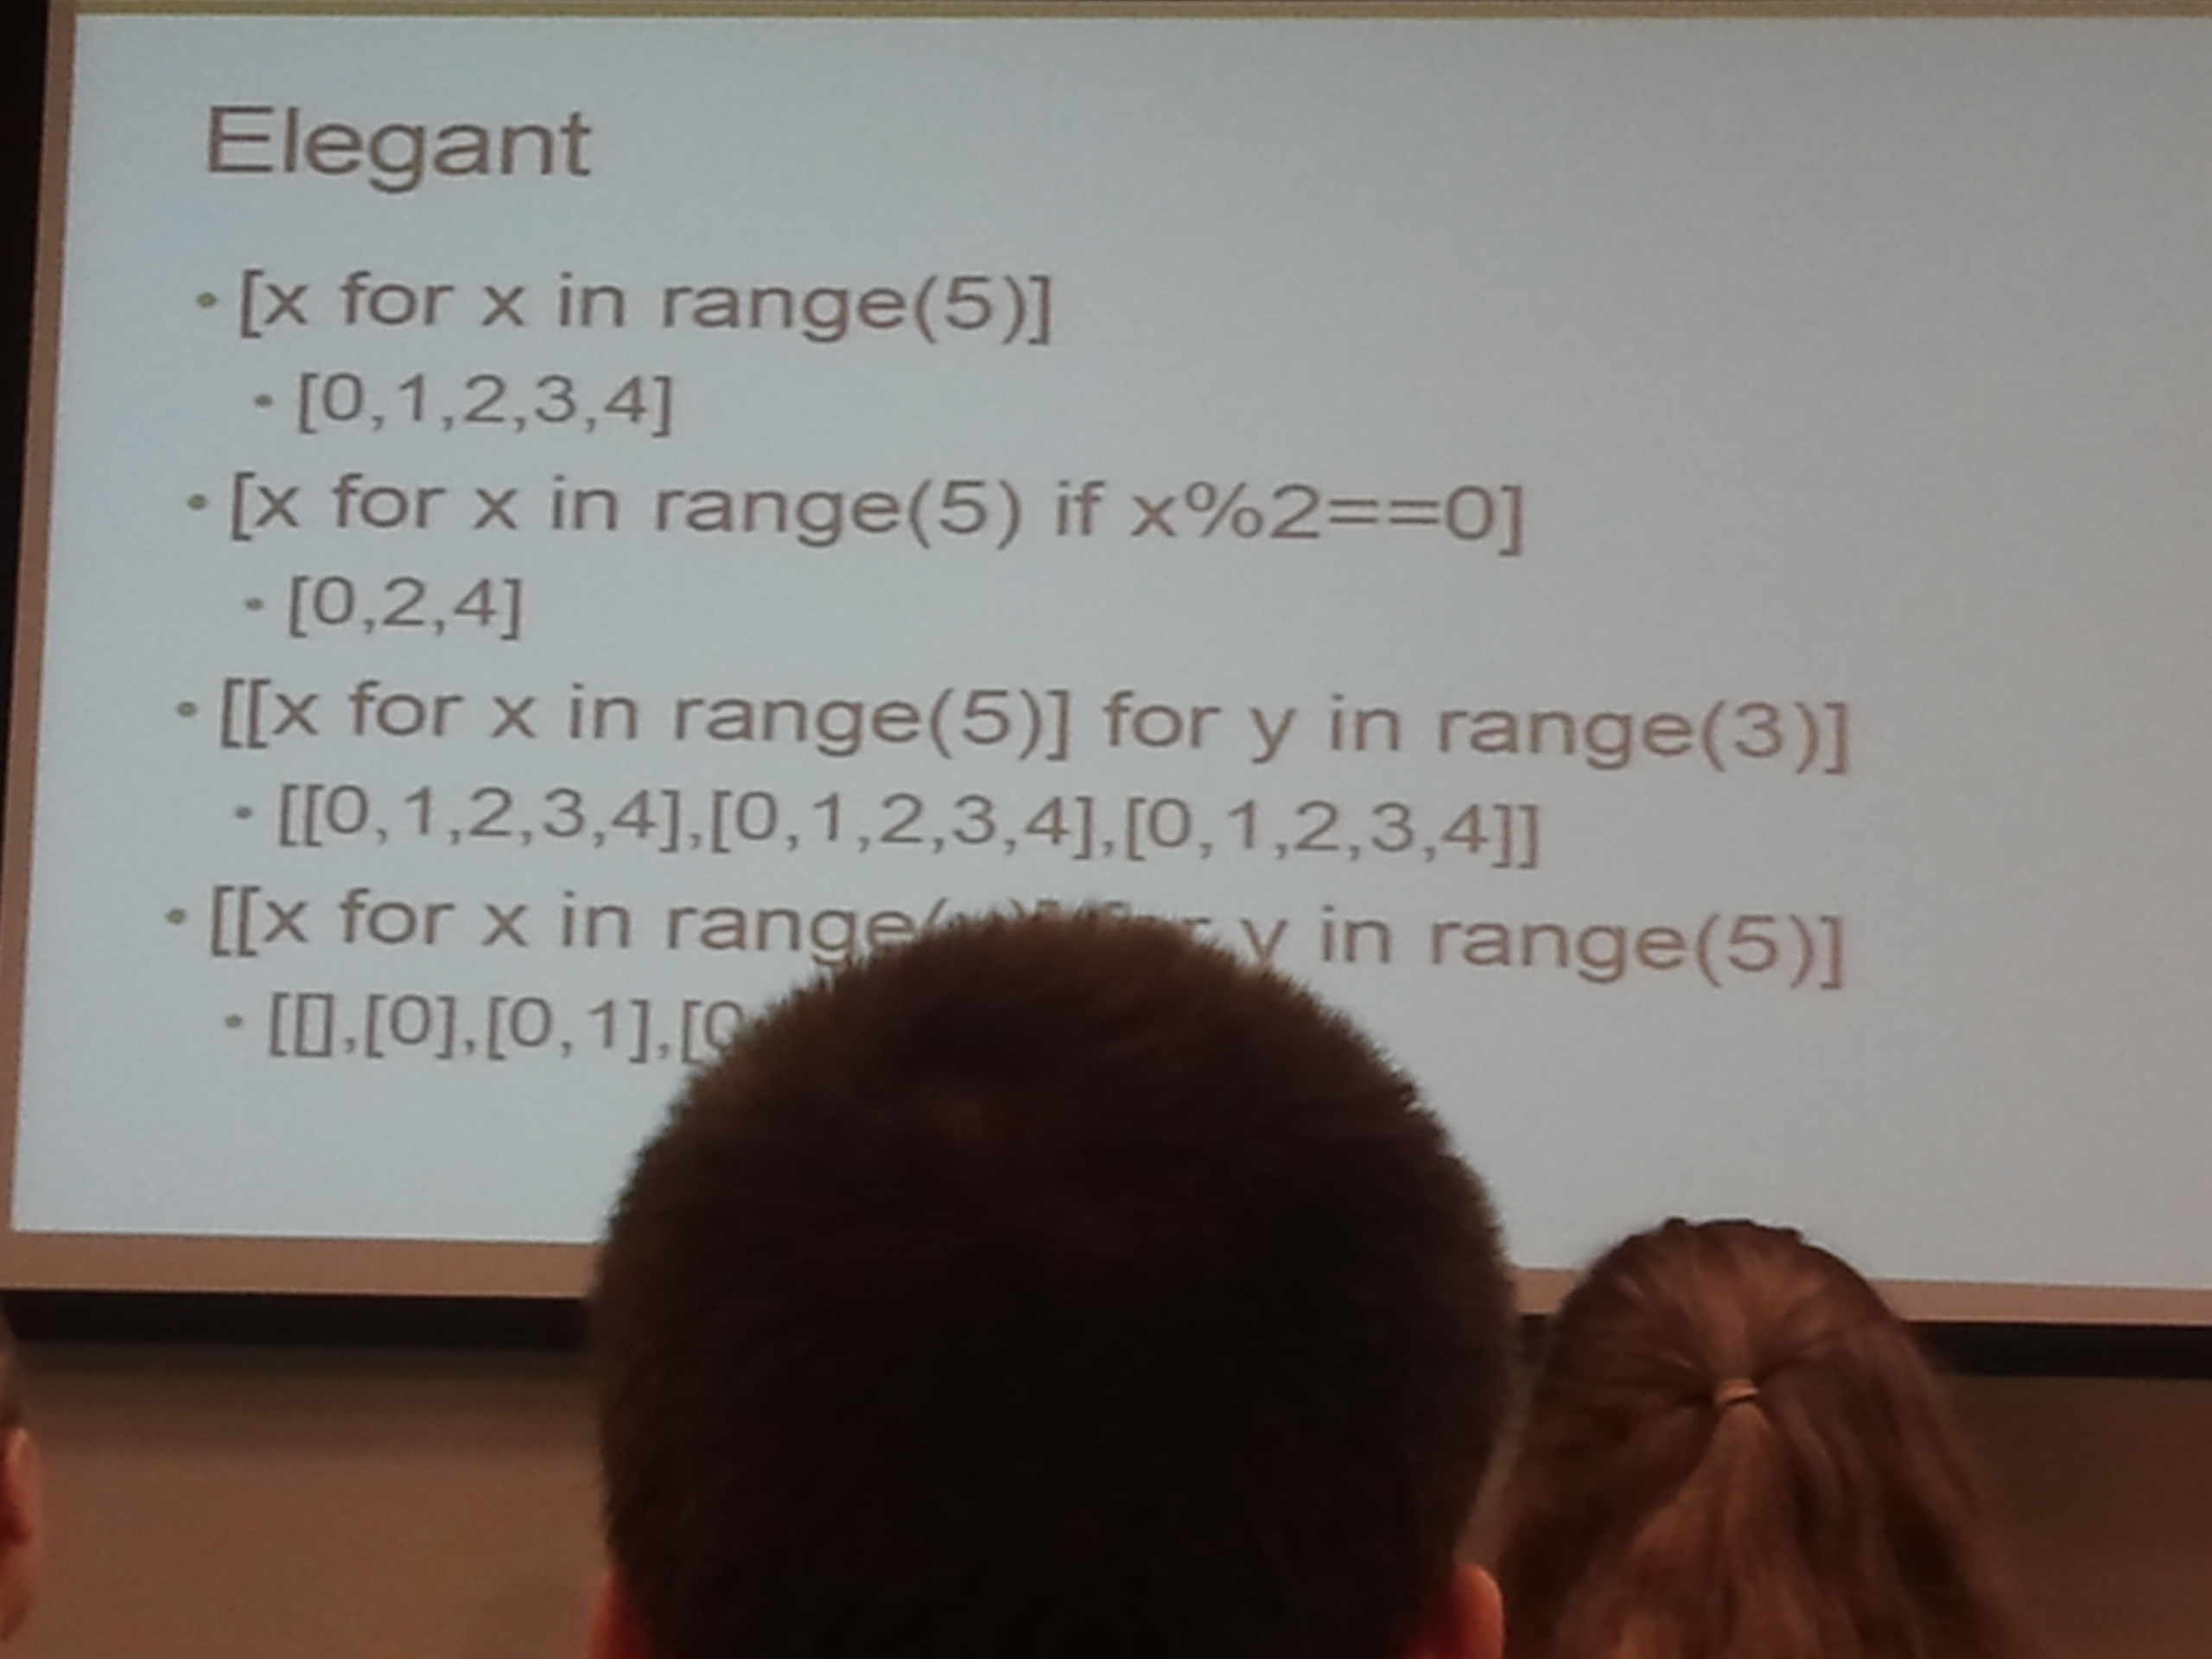 Elegant
• [x for x in range(5)]
• [0,1,2,3,4]
• [x for x in range(5) if x%2==0]
• [0,2,4]
• [[x for x in range(5)] for y in range(3)]
• [[0,1,2,3,4],[0,1,2,3,4],[0,1,2,3,4]]
• [[x for x in range( y in range(5)]
• [[],[0],[0,1],[0